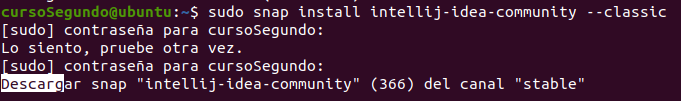 cursoSegundo@ubuntu:~$ sudo snap install intellij-idea-community --classic
[sudo] contraseña para cursoSegundo:
Lo siento, pruebe otra vez.
[sudo] contraseña para cursoSegundo:
Descargar snap "intellij-idea-community" (366) del canal "stable"